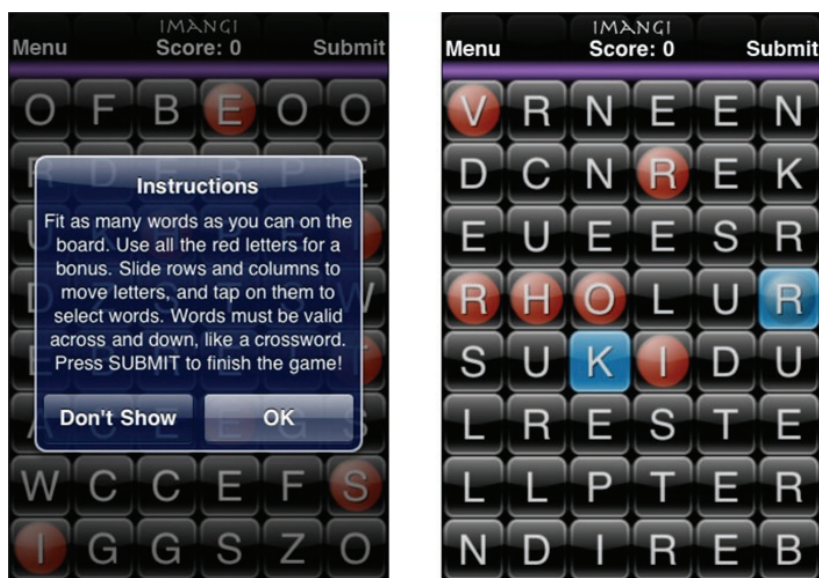 IMANGI
Menu Score: 0 Submit
O F B E O O
Instructions
Fit as many words as you can on the
board. Use all the red letters for a
bonus. Slide rows and columns to
move letters, and tap on them to
select words. Words must be valid
across and down, like a crossword.
Press SUBMIT to finish the game!
Don't Show OK
W C C E F S
I G G S Z O
IMANGI
Menu Score: 0 Submit
V R N E E N
D C N R E K
E U E E S R
R H O L U R
S U K I D U
L R E S T E
L L P T E R
N D I R E B